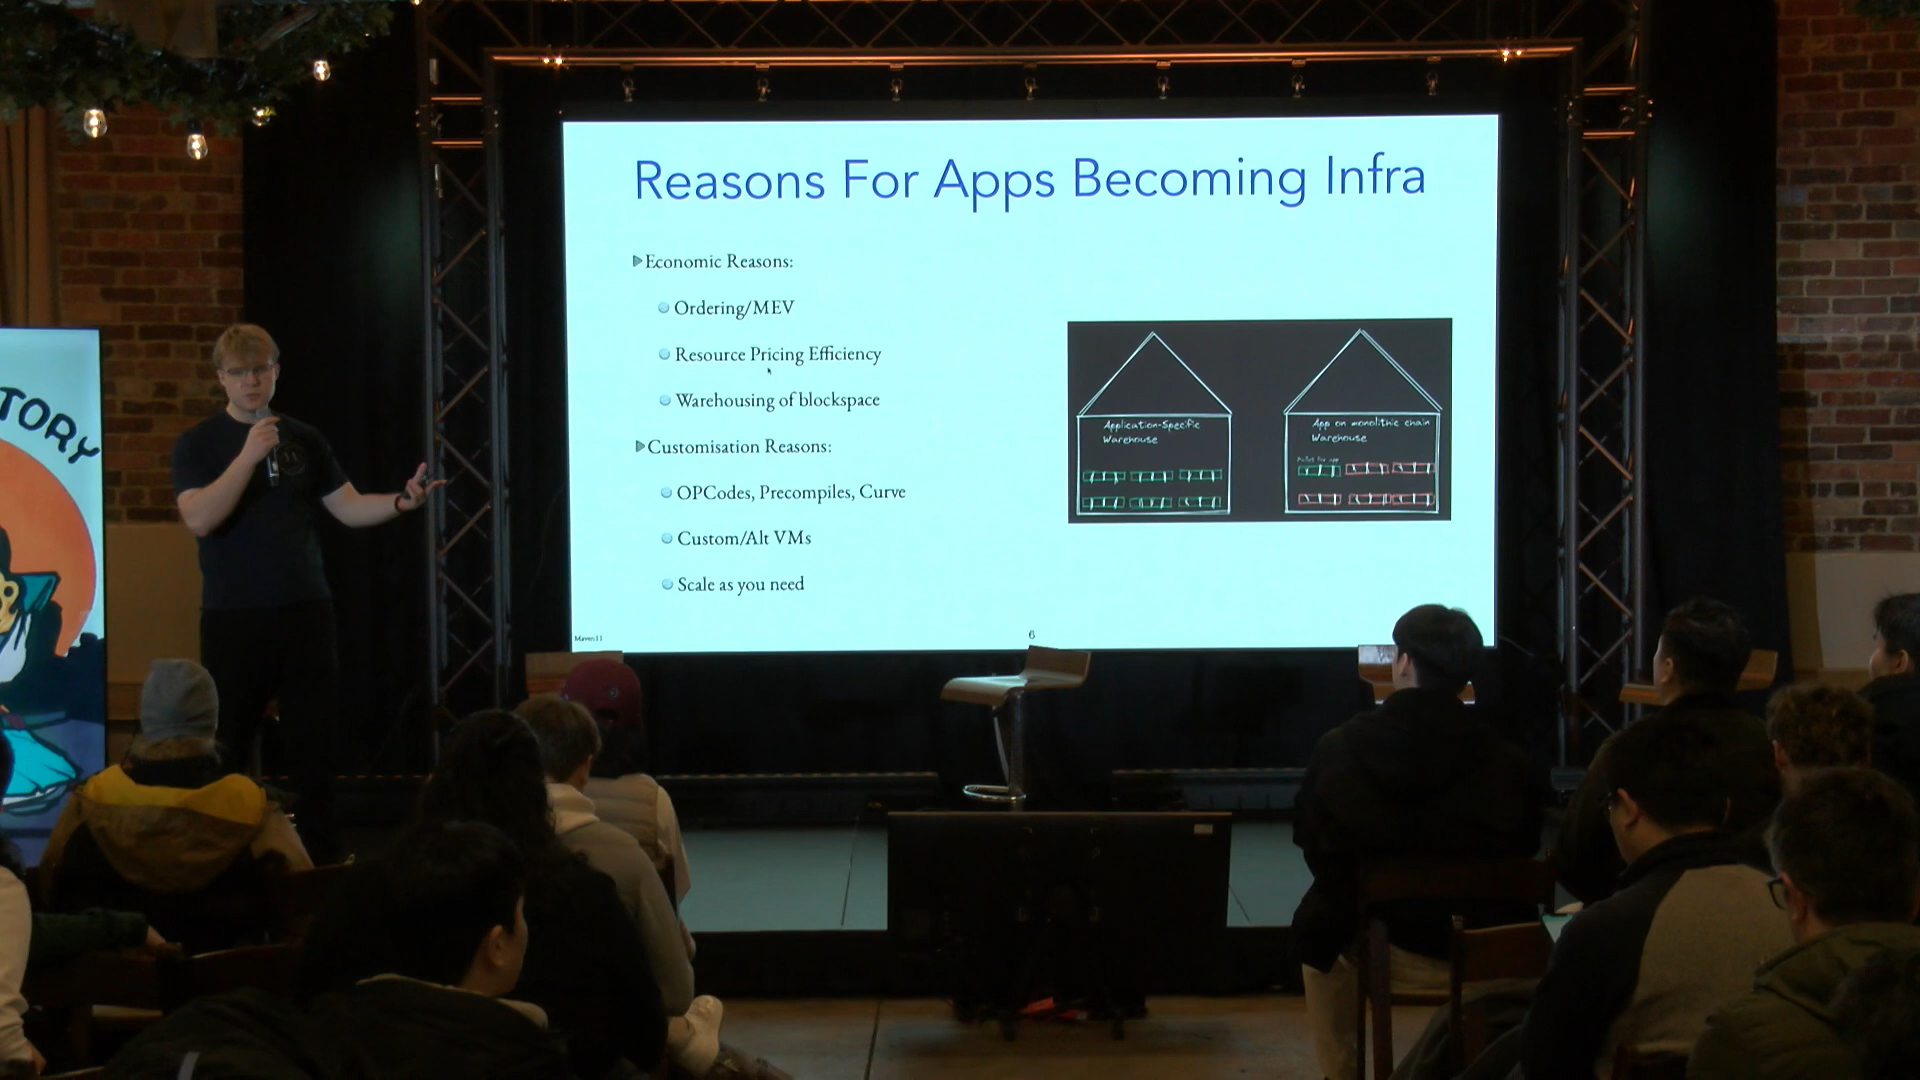 Reasons For Apps Becoming Infra
Economic Reasons:
Ordering/MEV
Resource Pricing Efficiency
Warehousing of blockspace
Customisation Reasons:
OPCodes, Precompiles, Curve
Custom/Alt VMs
Scale as you need
Application-Specific
Warehouse
App on monolithic chain
Warehouse
Maven11
6
TORY